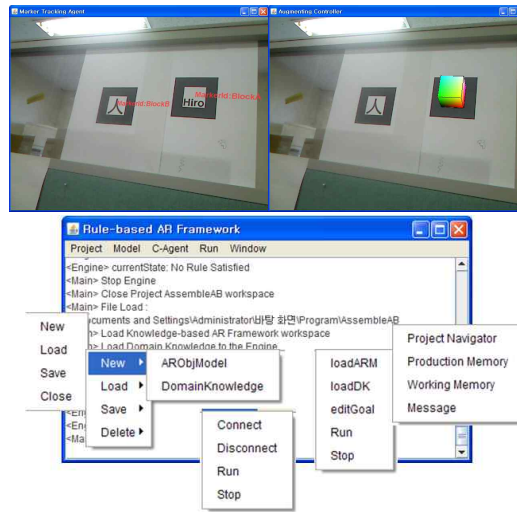 Marker Tracking Agent
人
MarkerId:BlockB
Hiro
MarkerId:BlockA
Augmenting Controller
人
Rule-based AR Framework
Project Model C-Agent Run Window
<Engine> currentState: No Rule Satisfied
<Main> Stop Engine
<Main> Close Project AssembleAB workspace
<Main> File Load :
ocuments and Settings\Administrator\바탕 화면\Program\AssembleAB
> Load Knowledge-based AR Framework workspace
> Load Domain Knowledge to the Engine
New
Load
Save
Close
New
Load
Save
Delete
ARObjModel
DomainKnowledge
<En
<En
<Ma
Connect
Disconnect
Run
Stop
loadARM
loadDK
editGoal
Run
Stop
Project Navigator
Production Memory
Working Memory
Message